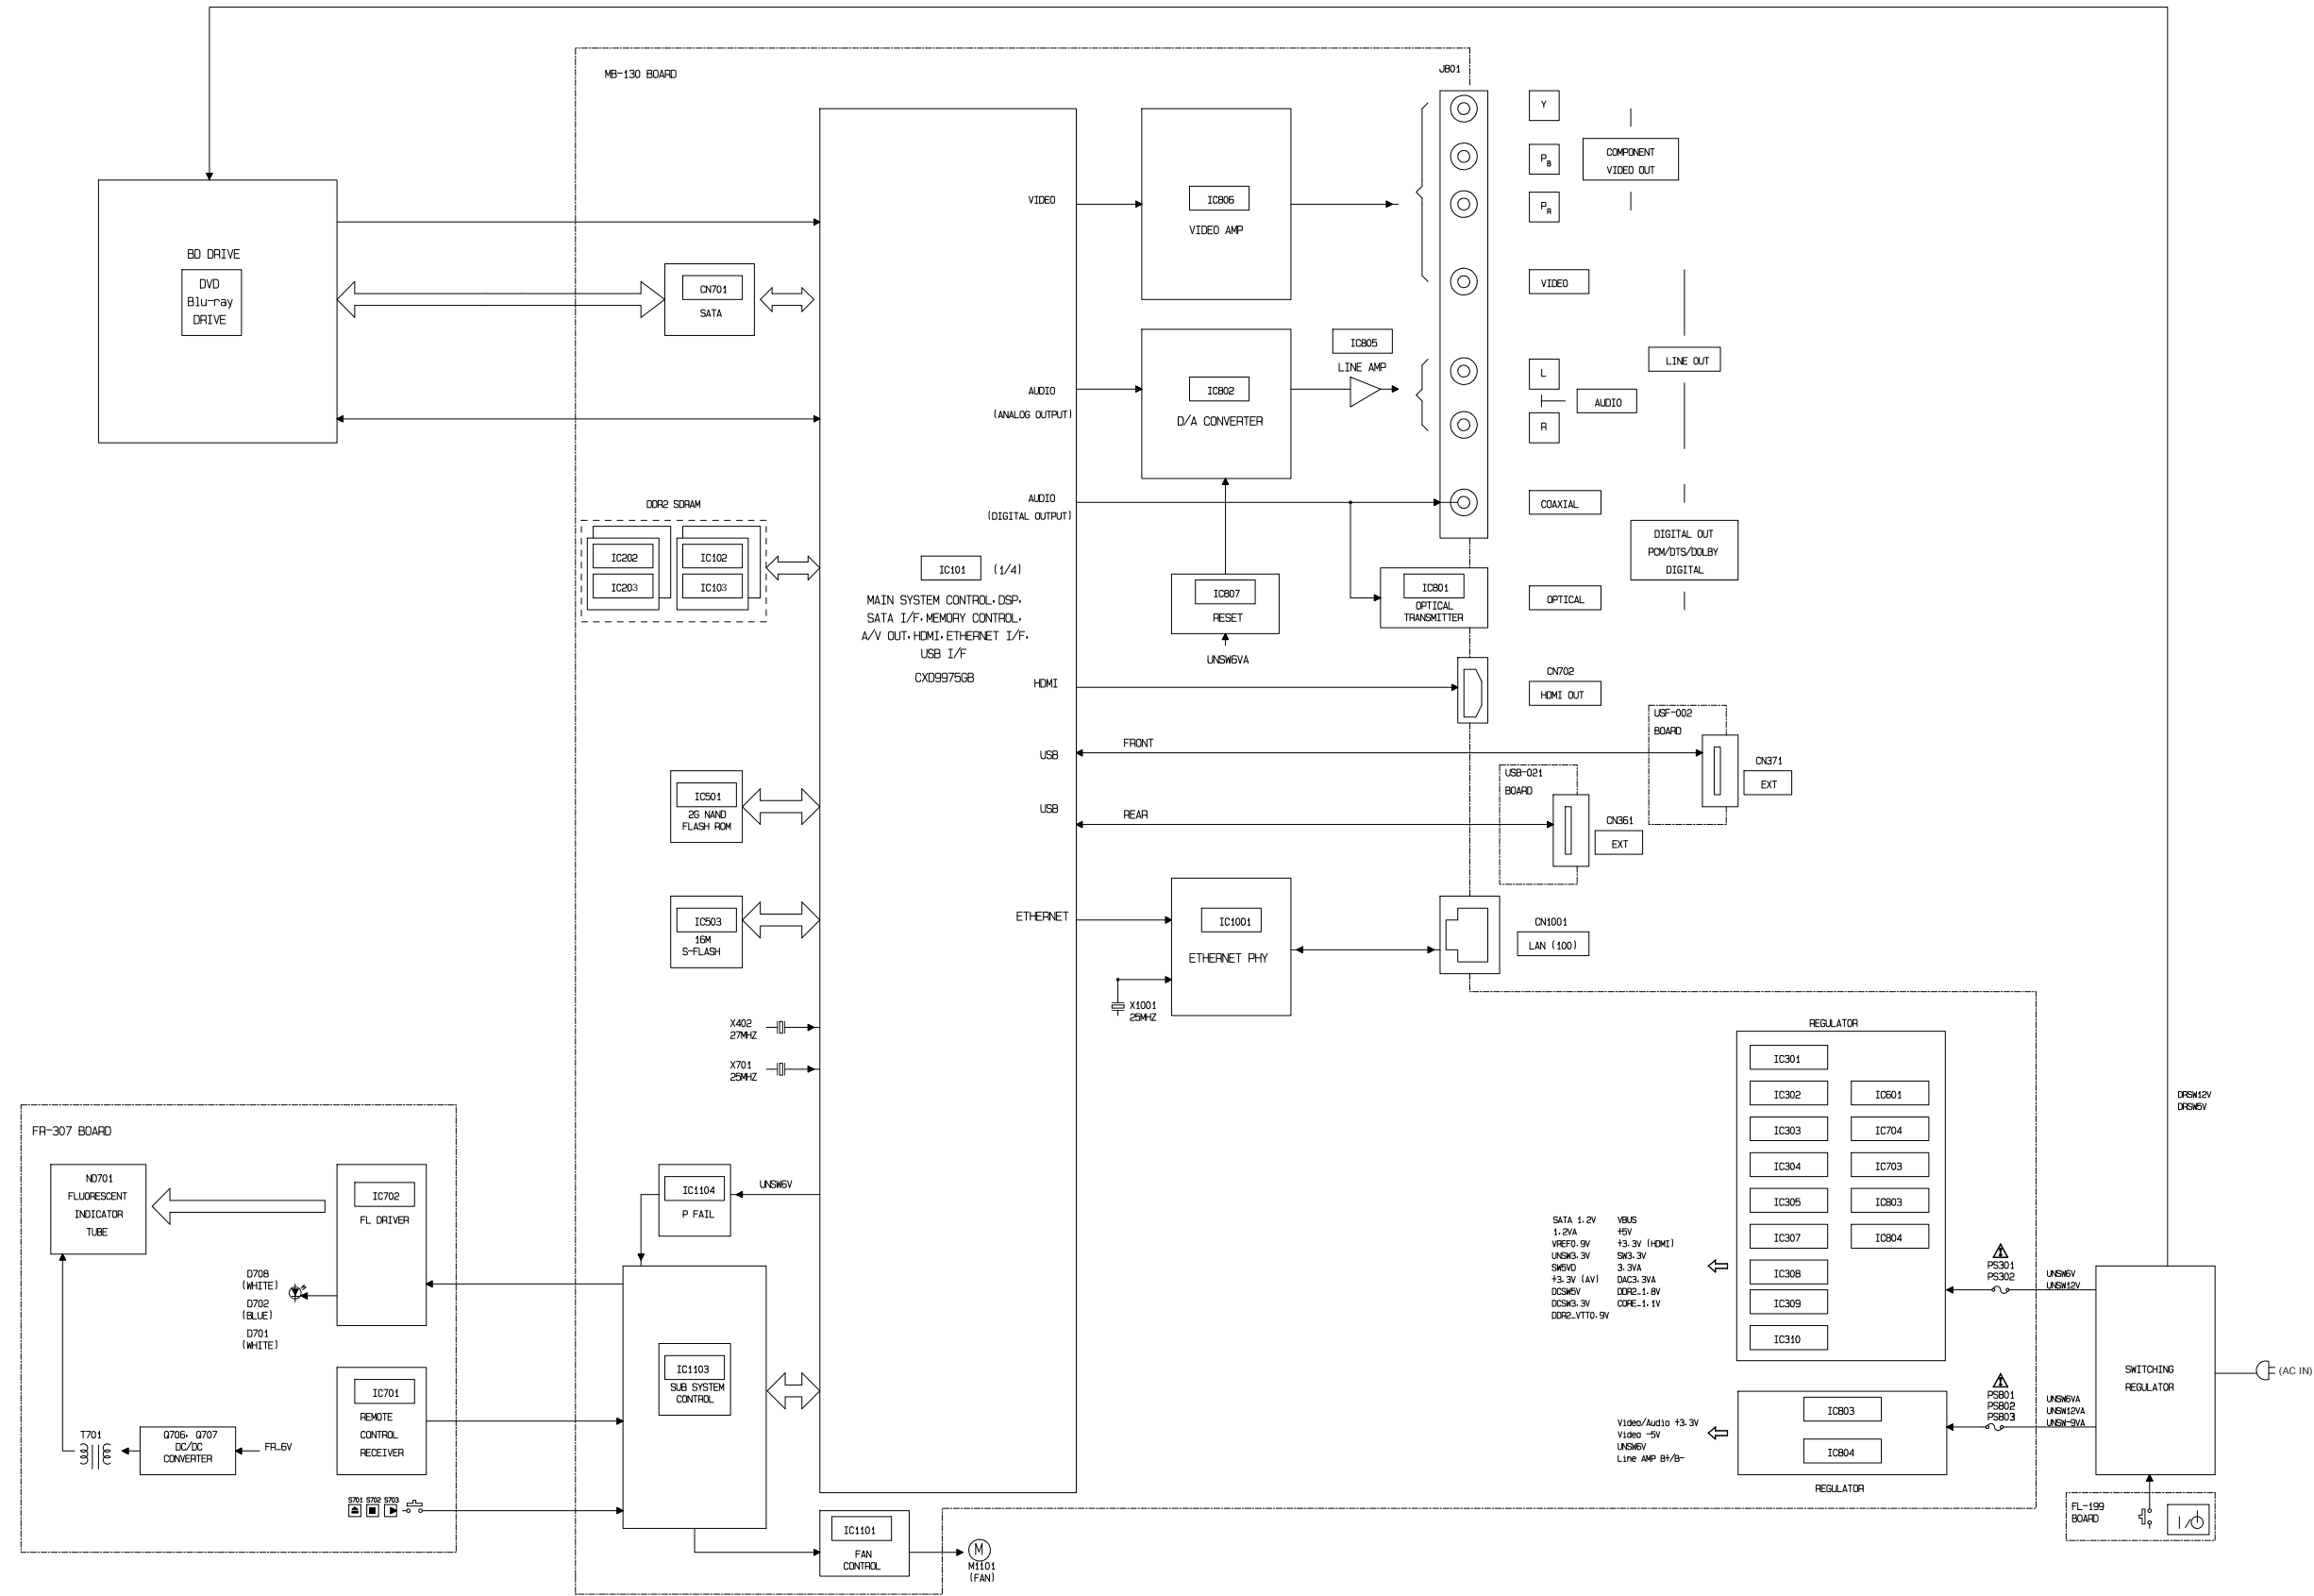 MB-130 BOARD
J801
Y
PB
PR
COMPONENT
VIDEO OUT
VIDEO
IC806
VIDEO AMP
BD DRIVE
DVD
Blu-ray
DRIVE
CN701
SATA
VIDEO
LINE OUT
IC805
LINE AMP
L
AUDIO
R
AUDIO
(ANALOG OUTPUT)
IC802
D/A CONVERTER
AUDIO
(DIGITAL OUTPUT)
COAXIAL
DIGITAL OUT
PCM/DTS/DOLBY
DIGITAL
DDR2 SDRAM
IC202
IC203
IC102
IC103
IC101 (1/4)
MAIN SYSTEM CONTROL, DSP,
SATA I/F, MEMORY CONTROL,
A/V OUT, HDMI, ETHERNET I/F,
USB I/F
CXD9975GB
IC807
RESET
UNSW6VA
IC801
OPTICAL
TRANSMITTER
OPTICAL
HDMI
CN702
HDMI OUT
USF-002
BOARD
USB
FRONT
CN371
EXT
USB-021
BOARD
USB
REAR
CN361
EXT
IC501
2G NAND
FLASH ROM
IC503
16M
S-FLASH
ETHERNET
IC1001
ETHERNET PHY
CN1001
LAN (100)
X1001
25MHZ
X402
27MHZ
X701
25MHZ
REGULATOR
IC301
IC302
IC303
IC304
IC305
IC307
IC308
IC309
IC310
IC601
IC704
IC703
IC803
IC804
DRSW12V
DRSW5V
FR-307 BOARD
ND701
FLUORESCENT
INDICATOR
TUBE
IC702
FL DRIVER
IC1104
P FAIL
UNSW6V
SATA 1.2V
1.2VA
VREF0.9V
UNSW3.3V
SW5VD
+3.3V (AV)
DCSW5V
DCSW3.3V
DDR2_VTT0.9V
VBUS
+5V
+3.3V (HDMI)
SW3.3V
3.3VA
DAC3.3VA
DDR2_1.8V
CORE_1.1V
PS301
PS302
UNSW6V
UNSW12V
D708
(WHITE)
D702
(BLUE)
D701
(WHITE)
IC1103
SUB SYSTEM
CONTROL
IC701
REMOTE
CONTROL
RECEIVER
SWITCHING
REGULATOR
(AC IN)
PS801
PS802
PS803
UNSW6VA
UNSW12VA
UNSW-9VA
Video/Audio +3.3V
Video -5V
UNSW6V
Line AMP B+/B-
IC803
IC804
REGULATOR
T701
Q706, Q707
DC/DC
CONVERTER
FR_6V
S701 S702 S703
FL-199
BOARD
IC1101
FAN
CONTROL
M
M1101
(FAN)